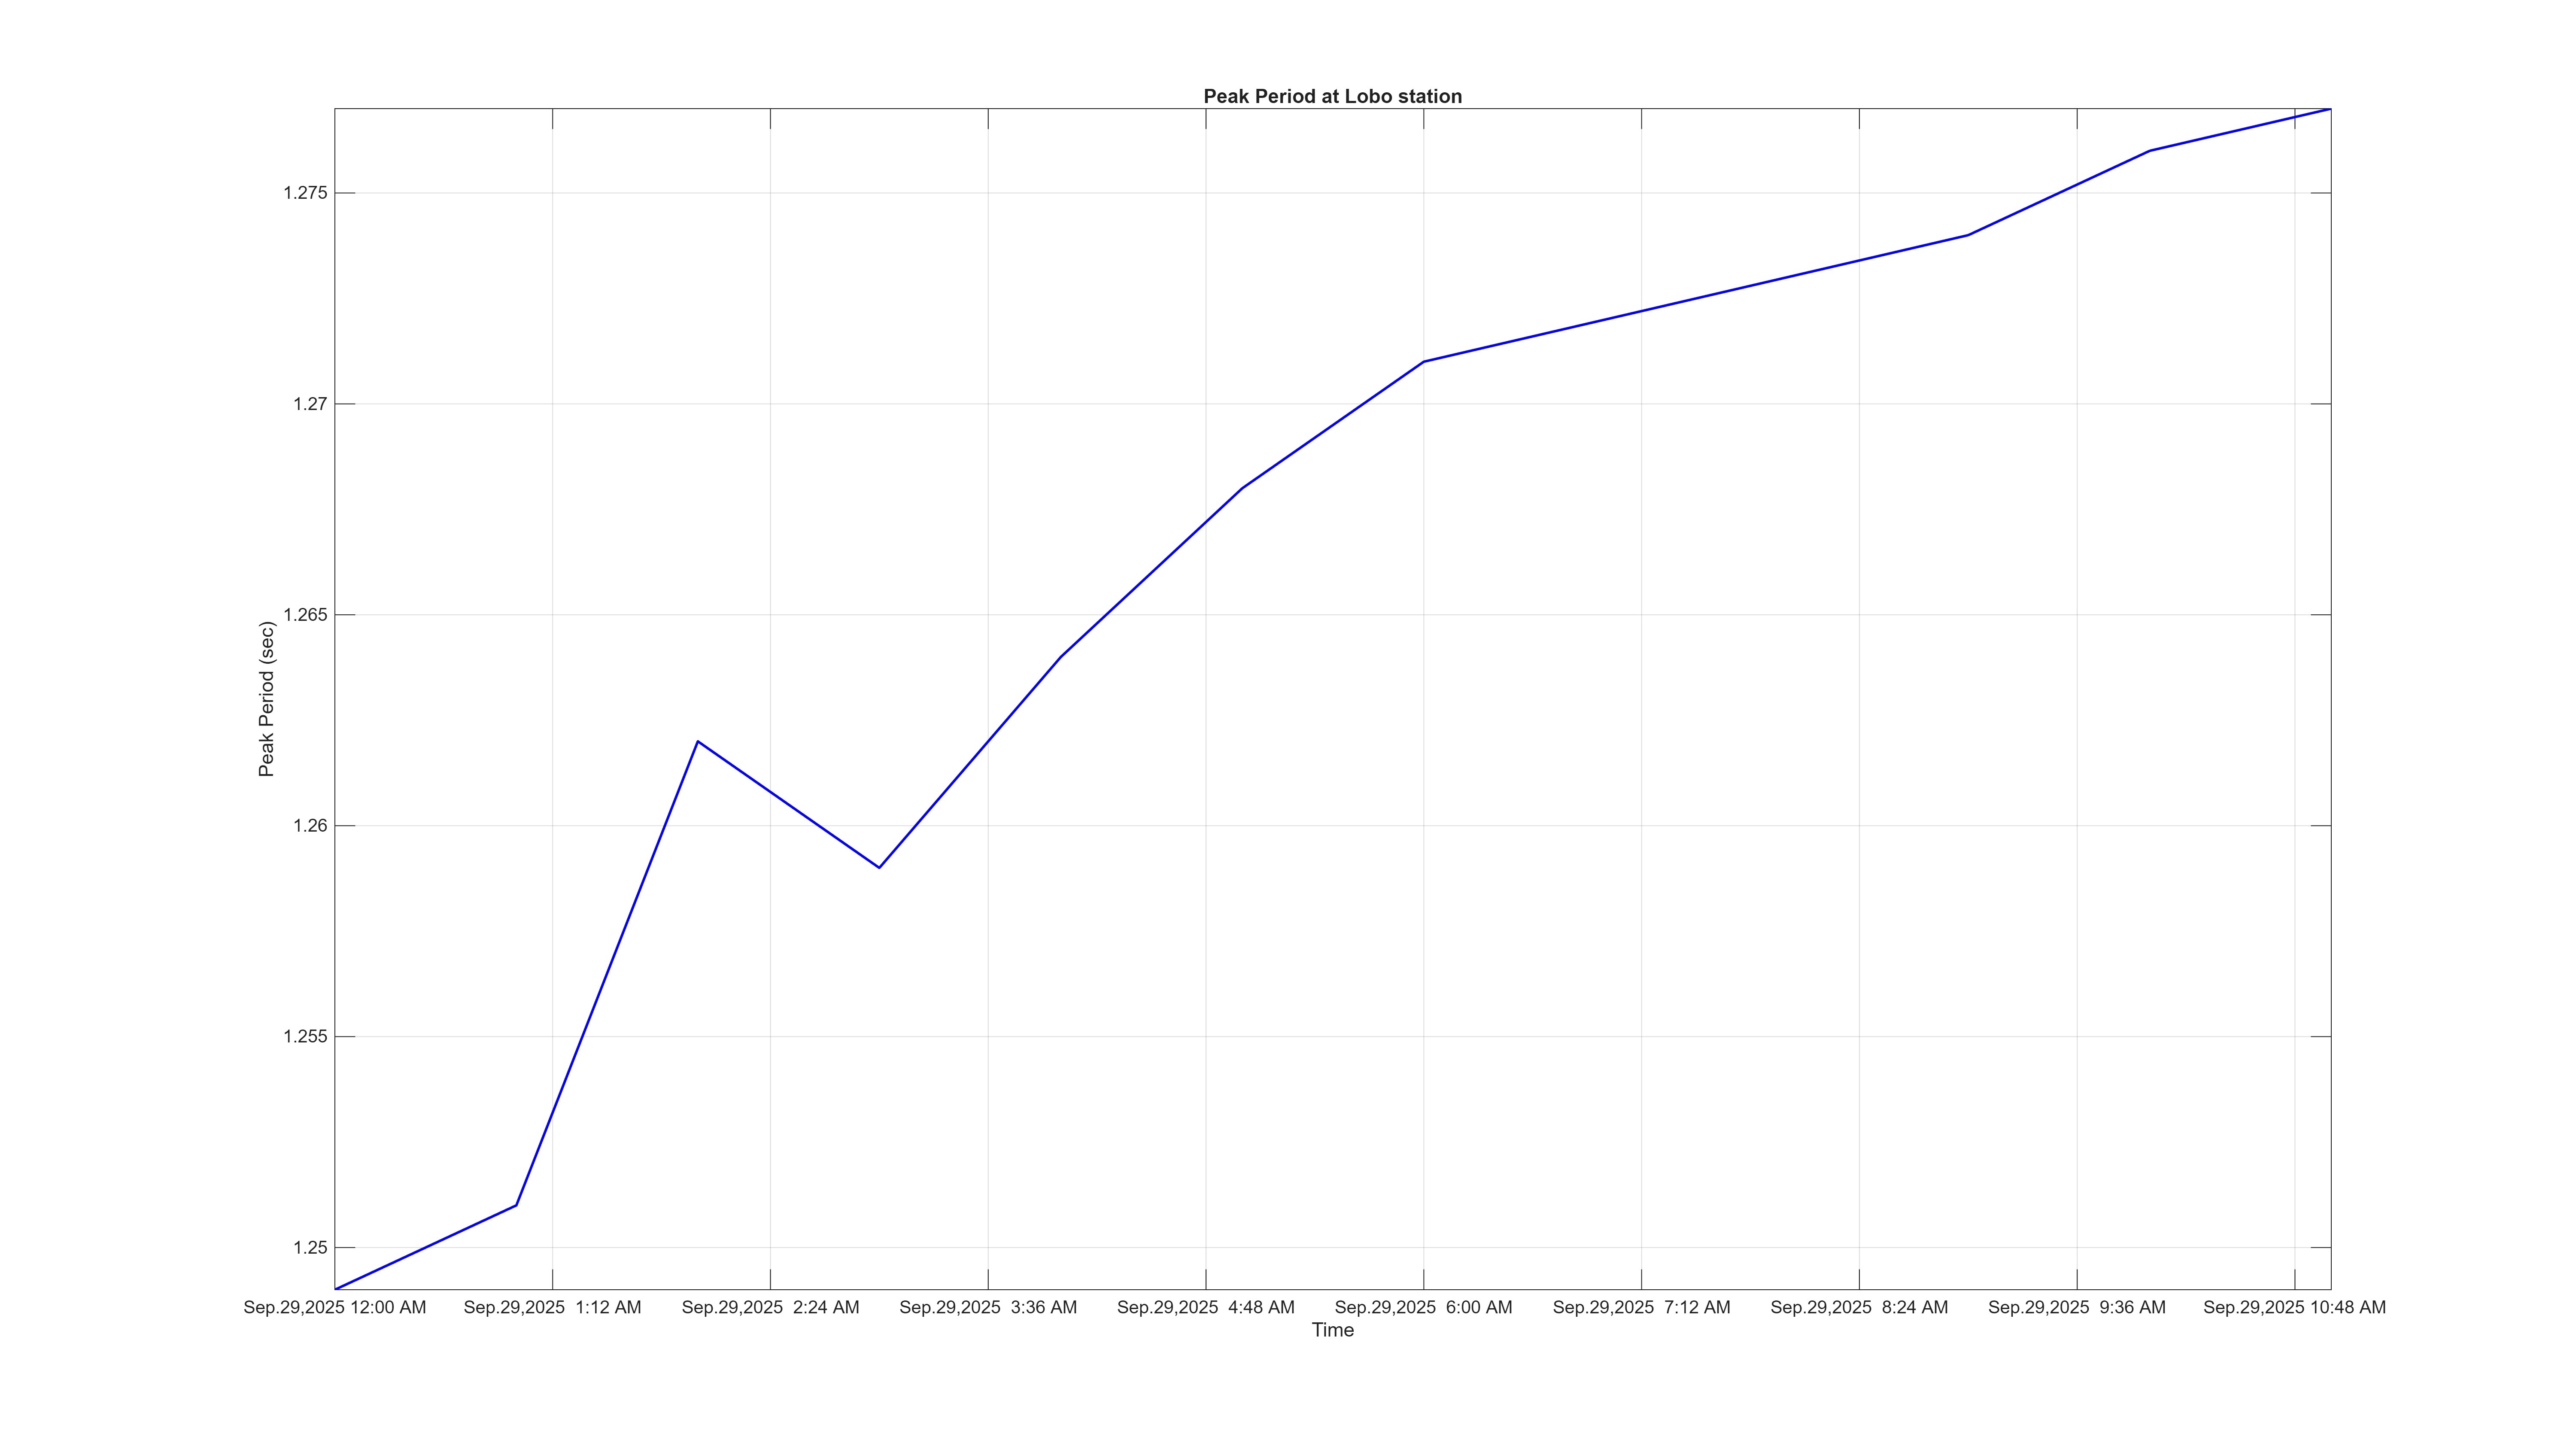 Peak Period at Lobo station
1.275
1.27
1.265
1.26
1.255
1.25
Peak Period (sec)
Sep.29,2025 12:00 AM
Sep.29,2025  1:12 AM
Sep.29,2025  2:24 AM
Sep.29,2025  3:36 AM
Sep.29,2025  4:48 AM
Sep.29,2025  6:00 AM
Sep.29,2025  7:12 AM
Sep.29,2025  8:24 AM
Sep.29,2025  9:36 AM
Sep.29,2025 10:48 AM
Time